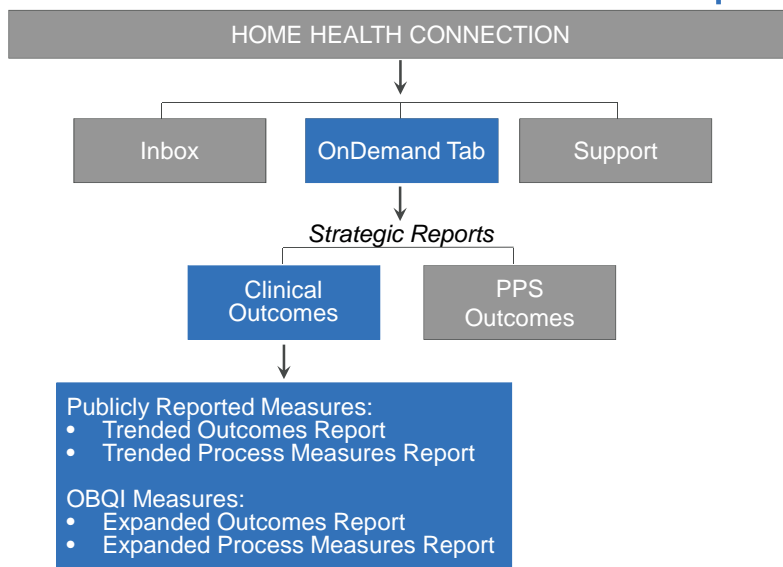 HOME HEALTH CONNECTION
Inbox
OnDemand Tab
Support
Strategic Reports
Clinical
Outcomes
PPS
Outcomes
Publicly Reported Measures:
• Trended Outcomes Report
• Trended Process Measures Report
OBQI Measures:
• Expanded Outcomes Report
• Expanded Process Measures Report